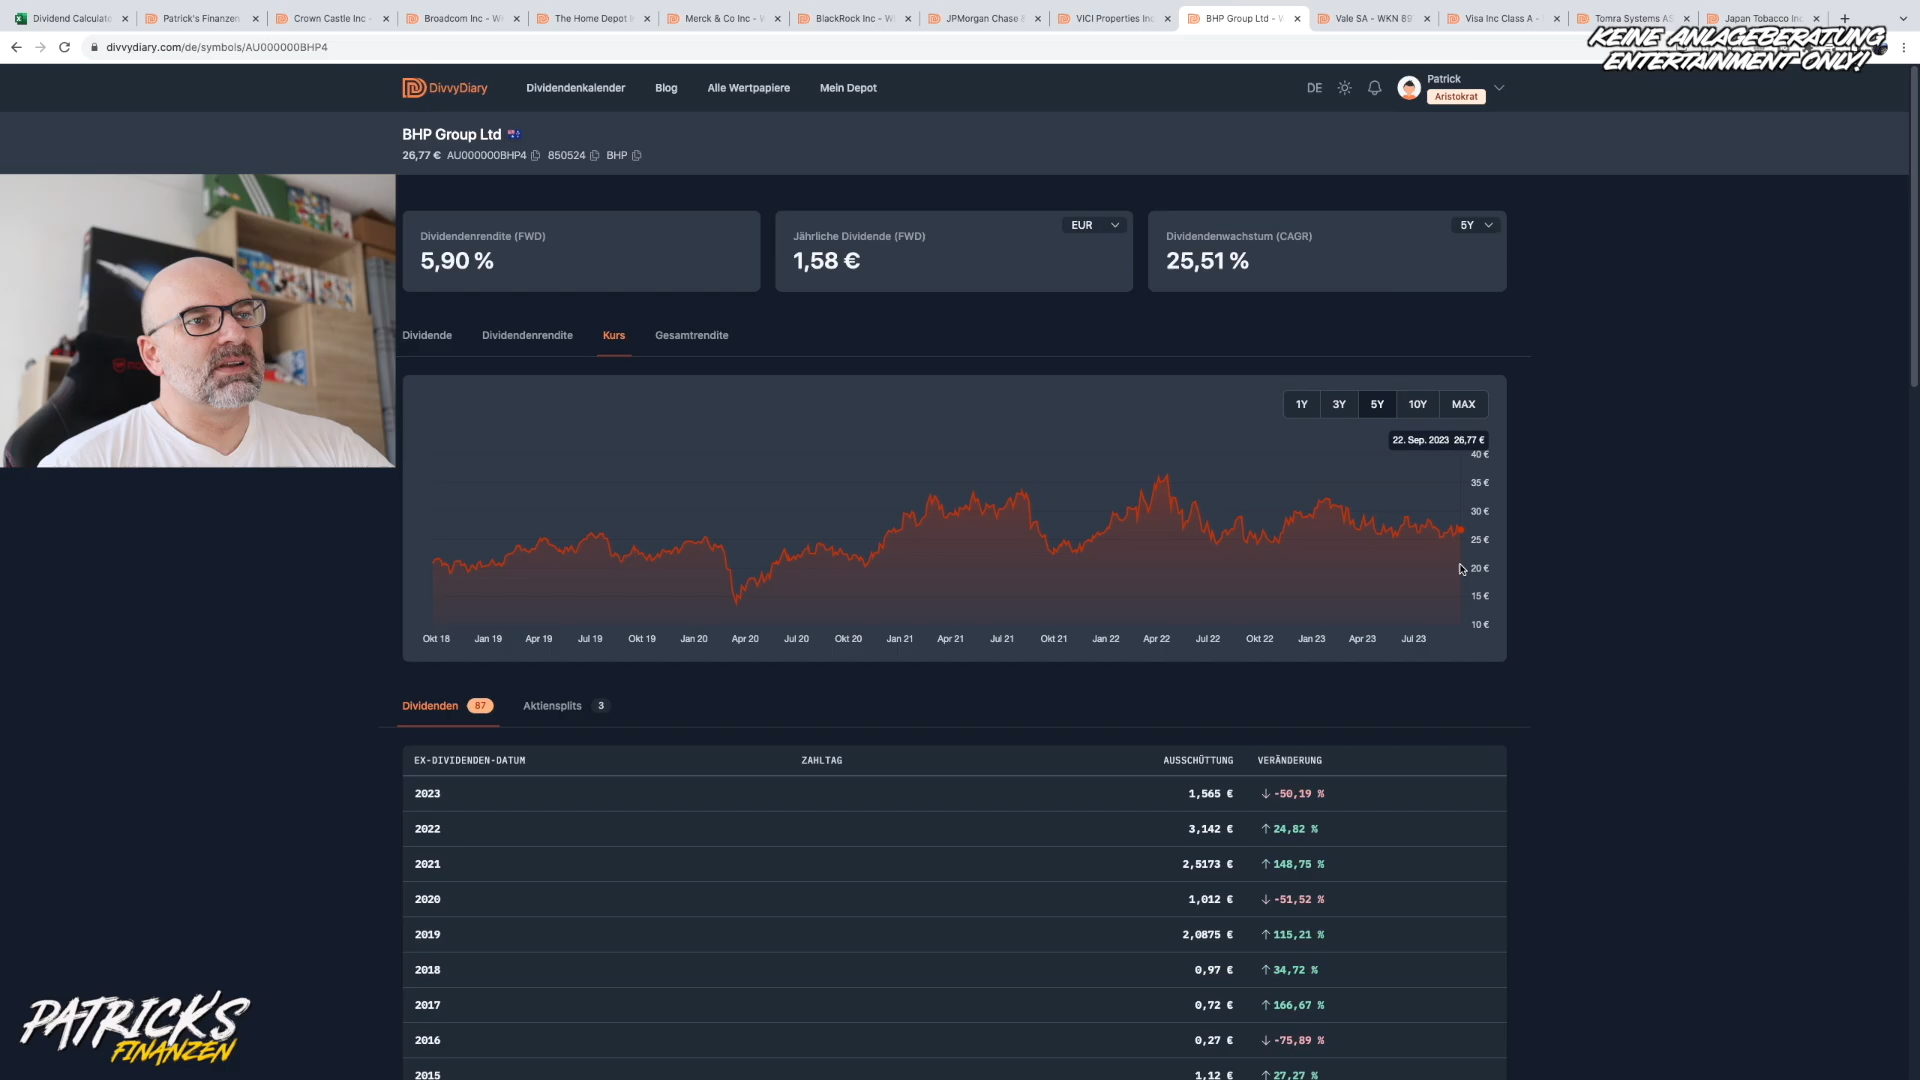 Dividend Calculato
Patrick's Finanzen
Crown Castle Inc -
Broadcom Inc - W
The Home Depot I
Merck & Co Inc - W
BlackRock Inc - W
JPMorgan Chase &
VICI Properties Inc
BHP Group Ltd - W
Vale SA - WKN 89
Visa Inc Class A -
Tomra Systems AS
Japan Tobacco Inc
divvydiary.com/de/symbols/AU000000BHP4
KEINE ANLAGEBERATUNG
ENTERTAINMENT ONLY!
DivvyDiary
Dividendenkalender
Blog
Alle Wertpapiere
Mein Depot
DE
Patrick
Aristokrat
BHP Group Ltd
26,77 € AU000000BHP4 850524 BHP
Dividendenrendite (FWD)
5,90 %
Jährliche Dividende (FWD)
EUR
1,58 €
Dividendenwachstum (CAGR)
5Y
25,51 %
Dividende Dividendenrendite Kurs Gesamtrendite
1Y 3Y 5Y 10Y MAX
22. Sep. 2023 26,77 €
40 €
35 €
30 €
25 €
20 €
15 €
10 €
Okt 18 Jan 19 Apr 19 Jul 19 Okt 19 Jan 20 Apr 20 Jul 20 Okt 20 Jan 21 Apr 21 Jul 21 Okt 21 Jan 22 Apr 22 Jul 22 Okt 22 Jan 23 Apr 23 Jul 23
Dividenden 87 Aktiensplits 3
EX-DIVIDENDEN-DATUM ZAHLTAG AUSSCHÜTTUNG VERÄNDERUNG
2023 1,565 € ↓ -50,19 %
2022 3,142 € ↑ 24,82 %
2021 2,5173 € ↑ 148,75 %
2020 1,012 € ↓ -51,52 %
2019 2,0875 € ↑ 115,21 %
2018 0,97 € ↑ 34,72 %
2017 0,72 € ↑ 166,67 %
2016 0,27 € ↓ -75,89 %
2015 1,12 € ↑ 27,27 %
PATRICKS
FINANZEN